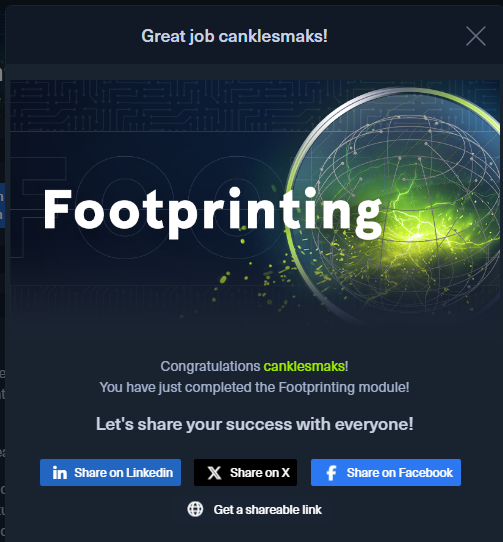 Great job canklesmaks!
Footprinting
Congratulations canklesmaks!
You have just completed the Footprinting module!
Let's share your success with everyone!
in Share on Linkedin
X Share on X
f Share on Facebook
Get a shareable link